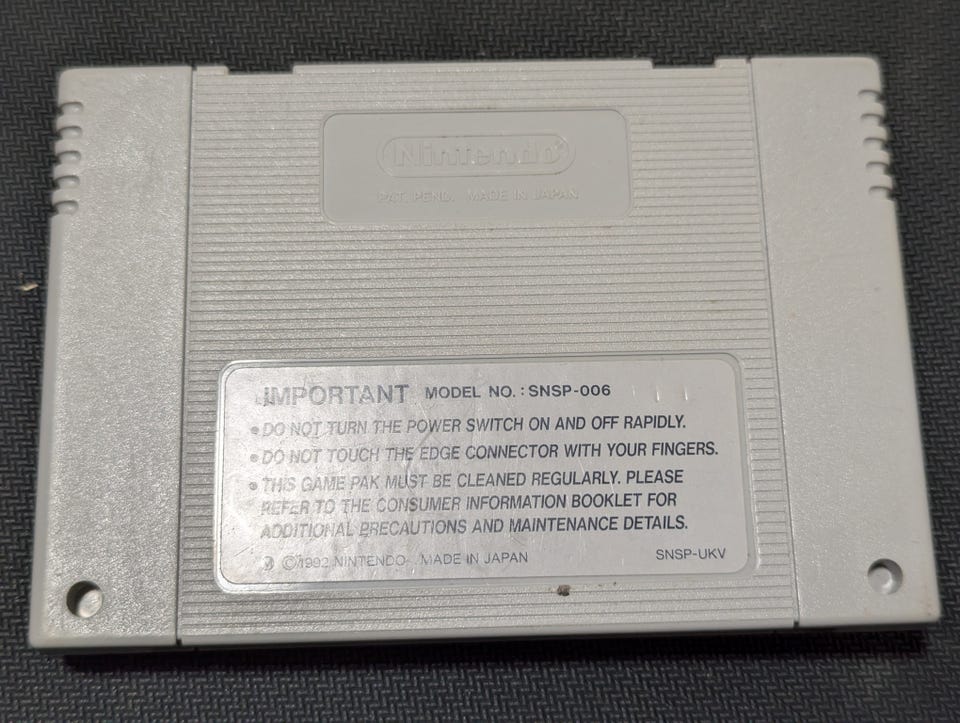 Nintendo
PAT. PEND. MADE IN JAPAN
IMPORTANT MODEL NO.: SNSP-006
• DO NOT TURN THE POWER SWITCH ON AND OFF RAPIDLY.
• DO NOT TOUCH THE EDGE CONNECTOR WITH YOUR FINGERS.
• THIS GAME PAK MUST BE CLEANED REGULARLY. PLEASE
REFER TO THE CONSUMER INFORMATION BOOKLET FOR
ADDITIONAL PRECAUTIONS AND MAINTENANCE DETAILS.
©1992 NINTENDO MADE IN JAPAN SNSP-UKV